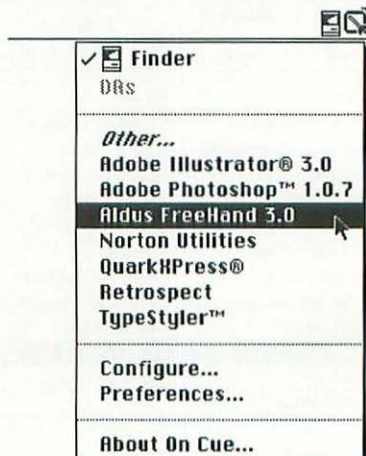 ✓ Finder
DAs
Other...
Adobe Illustrator® 3.0
Adobe Photoshop™ 1.0.7
Aldus FreeHand 3.0
Norton Utilities
QuarkXPress®
Retrospect
TypeStyler™
Configure...
Preferences...
About On Cue...